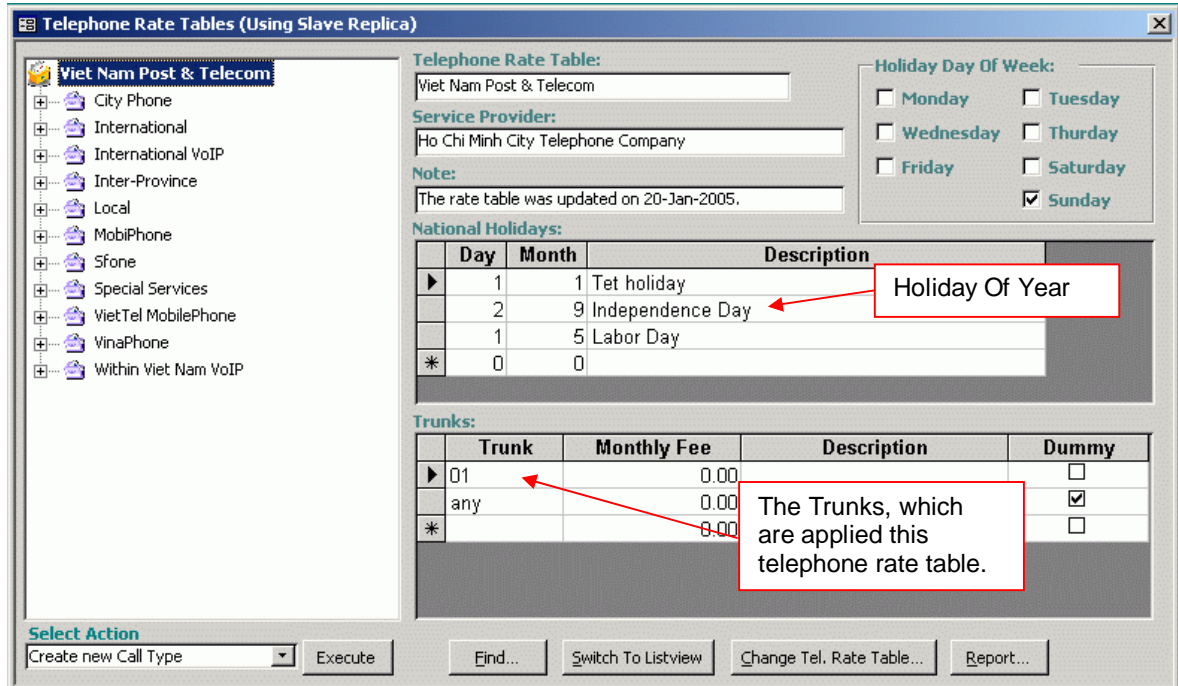 Telephone Rate Tables (Using Slave Replica)
Viet Nam Post & Telecom
City Phone
International
International VoIP
Inter-Province
Local
MobiPhone
Sfone
Special Services
VietTel MobilePhone
VinaPhone
Within Viet Nam VoIP
Telephone Rate Table:
Viet Nam Post & Telecom
Service Provider:
Ho Chi Minh City Telephone Company
Note:
The rate table was updated on 20-Jan-2005.
Holiday Day Of Week:
Monday Tuesday
Wednesday Thurday
Friday Saturday
Sunday
National Holidays:
Day Month Description
1 1 Tet holiday
2 9 Independence Day
1 5 Labor Day
0 0
Holiday Of Year
Trunks:
Trunk Monthly Fee Description Dummy
01 0.00
any 0.00
0.00
The Trunks, which
are applied this
telephone rate table.
Select Action
Create new Call Type Execute Find... Switch To Listview Change Tel. Rate Table... Report...